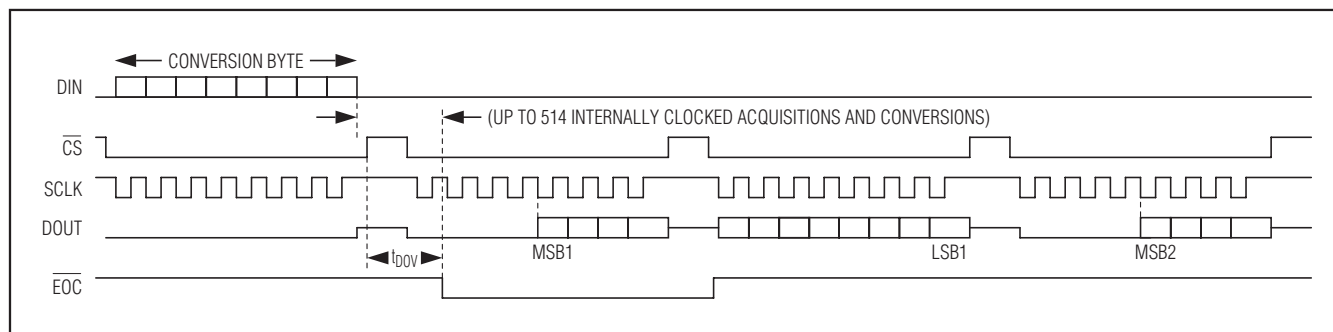 CONVERSION BYTE
DIN
(UP TO 514 INTERNALLY CLOCKED ACQUISITIONS AND CONVERSIONS)
CS
SCLK
DOUT
MSB1
LSB1
MSB2
tDOV
EOC